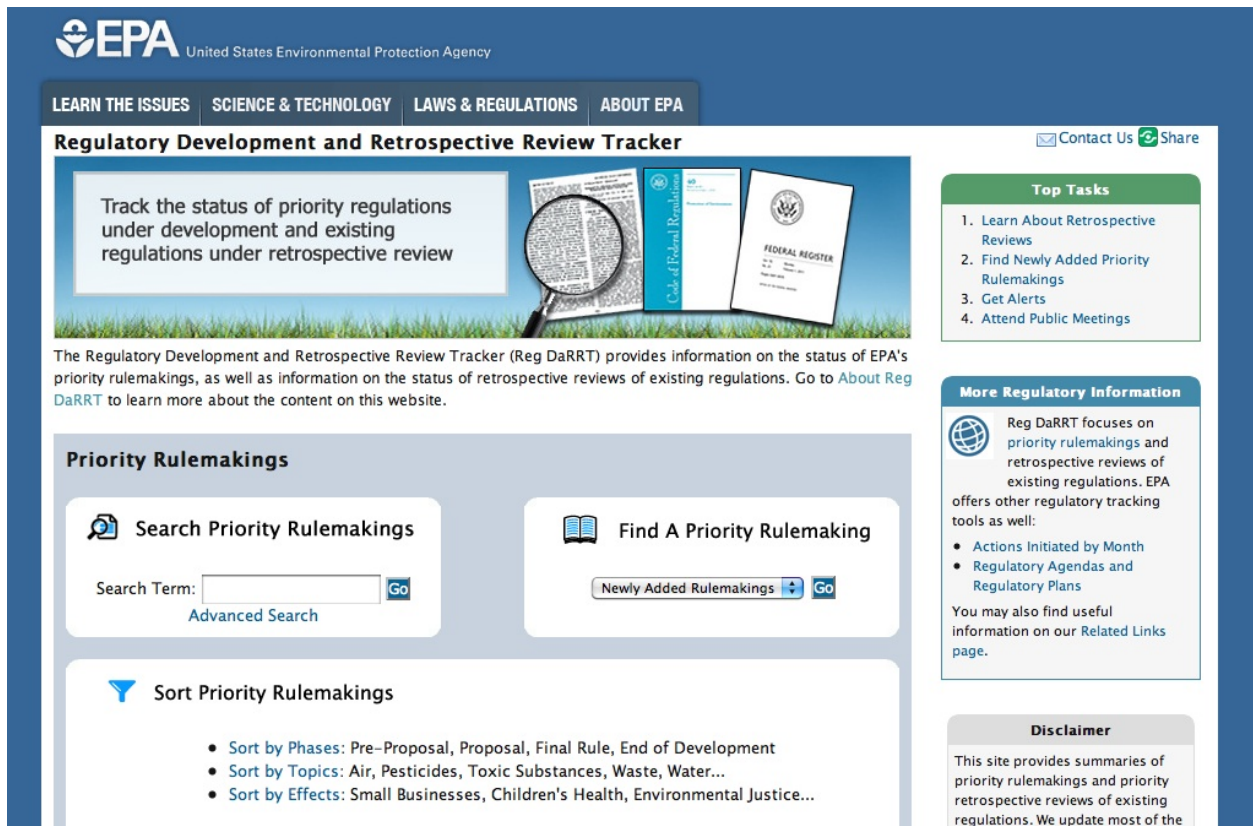 EPA United States Environmental Protection Agency
LEARN THE ISSUES SCIENCE & TECHNOLOGY LAWS & REGULATIONS ABOUT EPA
Contact Us Share
Regulatory Development and Retrospective Review Tracker
Track the status of priority regulations
under development and existing
regulations under retrospective review
Code of Federal Regulations
40
FEDERAL REGISTER
The Regulatory Development and Retrospective Review Tracker (Reg DaRRT) provides information on the status of EPA's
priority rulemakings, as well as information on the status of retrospective reviews of existing regulations. Go to About Reg
DaRRT to learn more about the content on this website.
Priority Rulemakings
Search Priority Rulemakings
Search Term: Go
Advanced Search
Find A Priority Rulemaking
Newly Added Rulemakings Go
Sort Priority Rulemakings
• Sort by Phases: Pre-Proposal, Proposal, Final Rule, End of Development
• Sort by Topics: Air, Pesticides, Toxic Substances, Waste, Water...
• Sort by Effects: Small Businesses, Children's Health, Environmental Justice...
Top Tasks
1. Learn About Retrospective
Reviews
2. Find Newly Added Priority
Rulemakings
3. Get Alerts
4. Attend Public Meetings
More Regulatory Information
Reg DaRRT focuses on
priority rulemakings and
retrospective reviews of
existing regulations. EPA
offers other regulatory tracking
tools as well:
• Actions Initiated by Month
• Regulatory Agendas and
Regulatory Plans
You may also find useful
information on our Related Links
page.
Disclaimer
This site provides summaries of
priority rulemakings and priority
retrospective reviews of existing
regulations. We update most of the